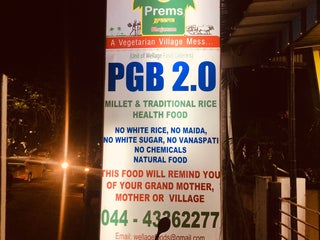 Prems
A Vegetarian Village Mess...
PGB 2.0
MILLET & TRADITIONAL RICE
HEALTH FOOD
NO WHITE RICE, NO MAIDA,
NO WHITE SUGAR, NO VANASPATI
NO CHEMICALS
NATURAL FOOD
THIS FOOD WILL REMIND YOU
OF YOUR GRAND MOTHER,
MOTHER OR VILLAGE
044 - 43362277